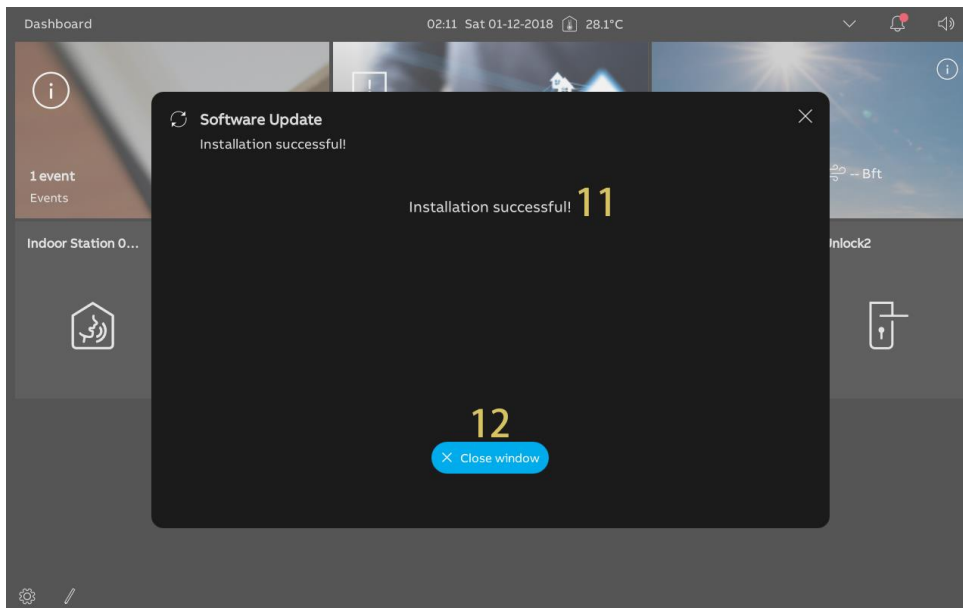 Dashboard
02:11 Sat 01-12-2018 28.1°C
Software Update
Installation successful!
1 event
Events
-- Bft
Installation successful! 11
Indoor Station 0...
Unlock2
12
Close window